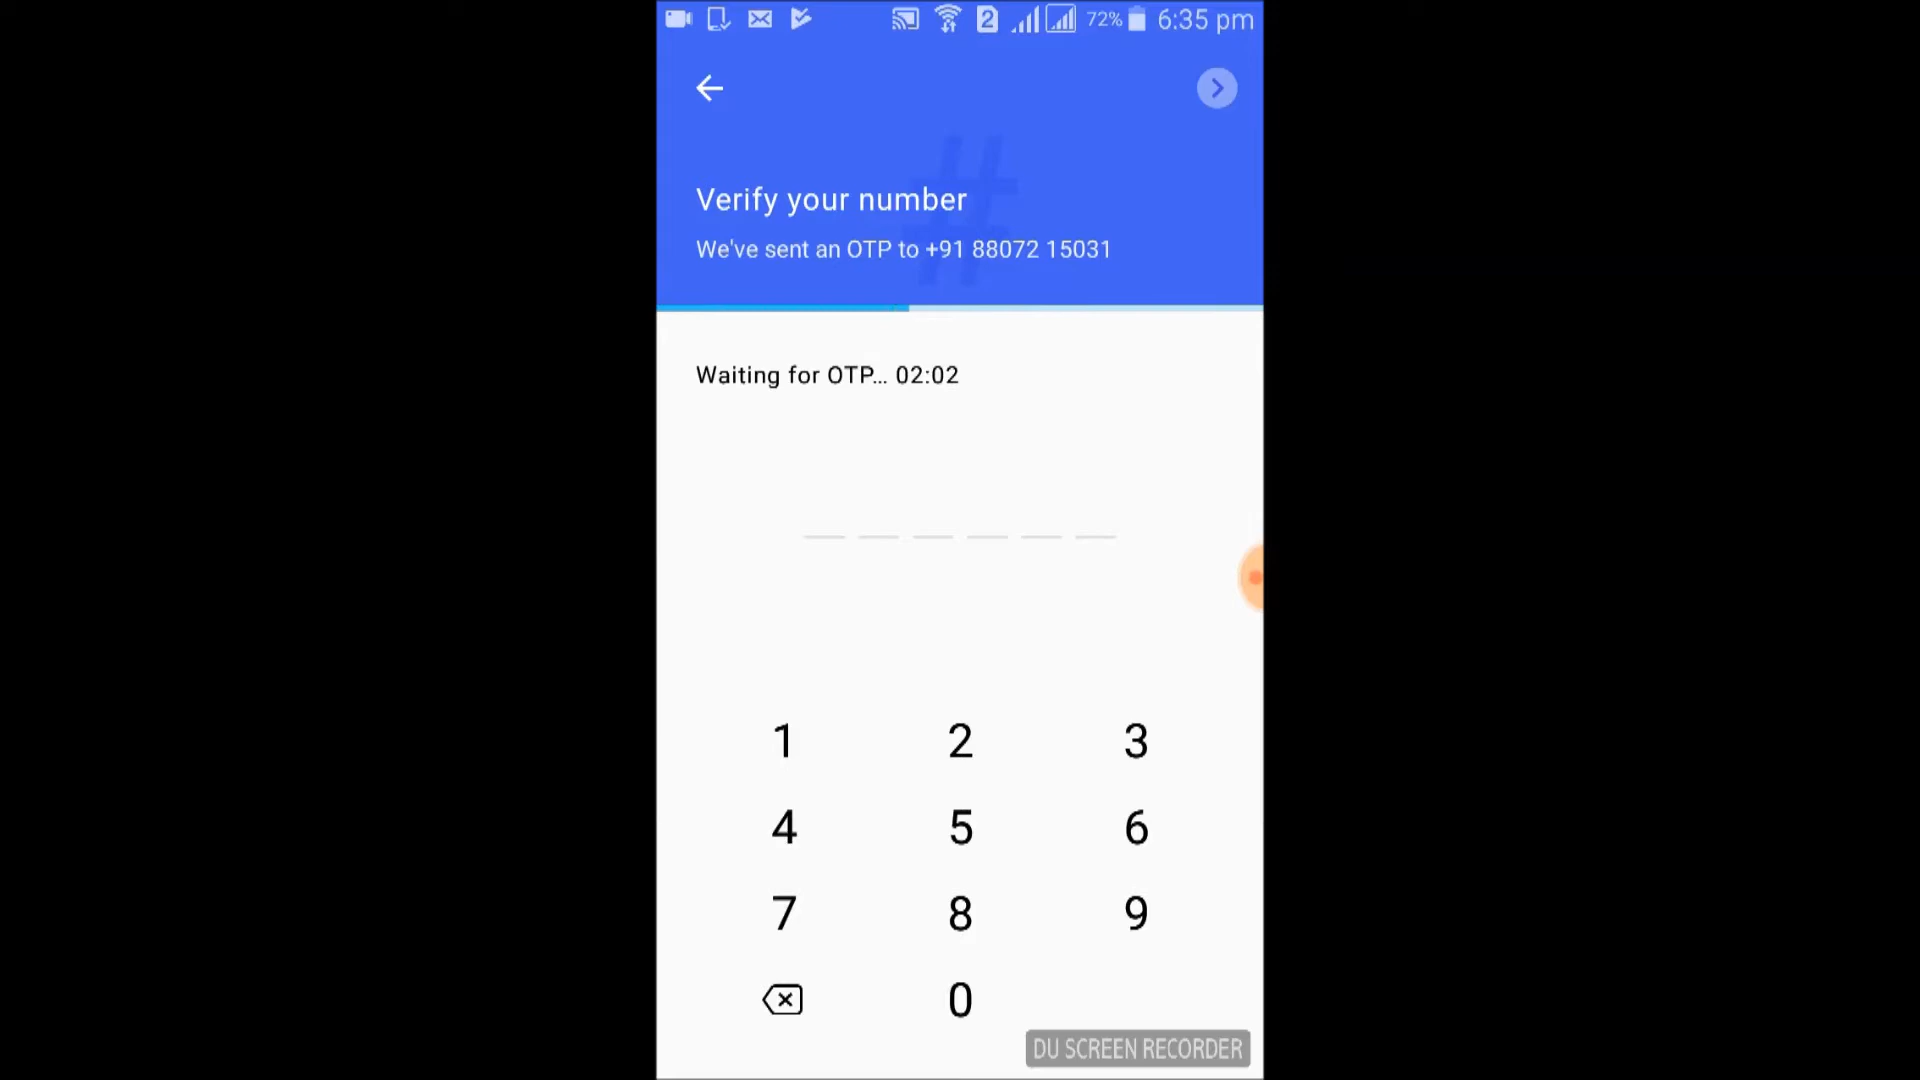 2 72% 6:35 pm
#
Verify your number
We've sent an OTP to +91 88072 15031
Waiting for OTP... 02:02
1 2 3
4 5 6
7 8 9
0
DU SCREEN RECORDER